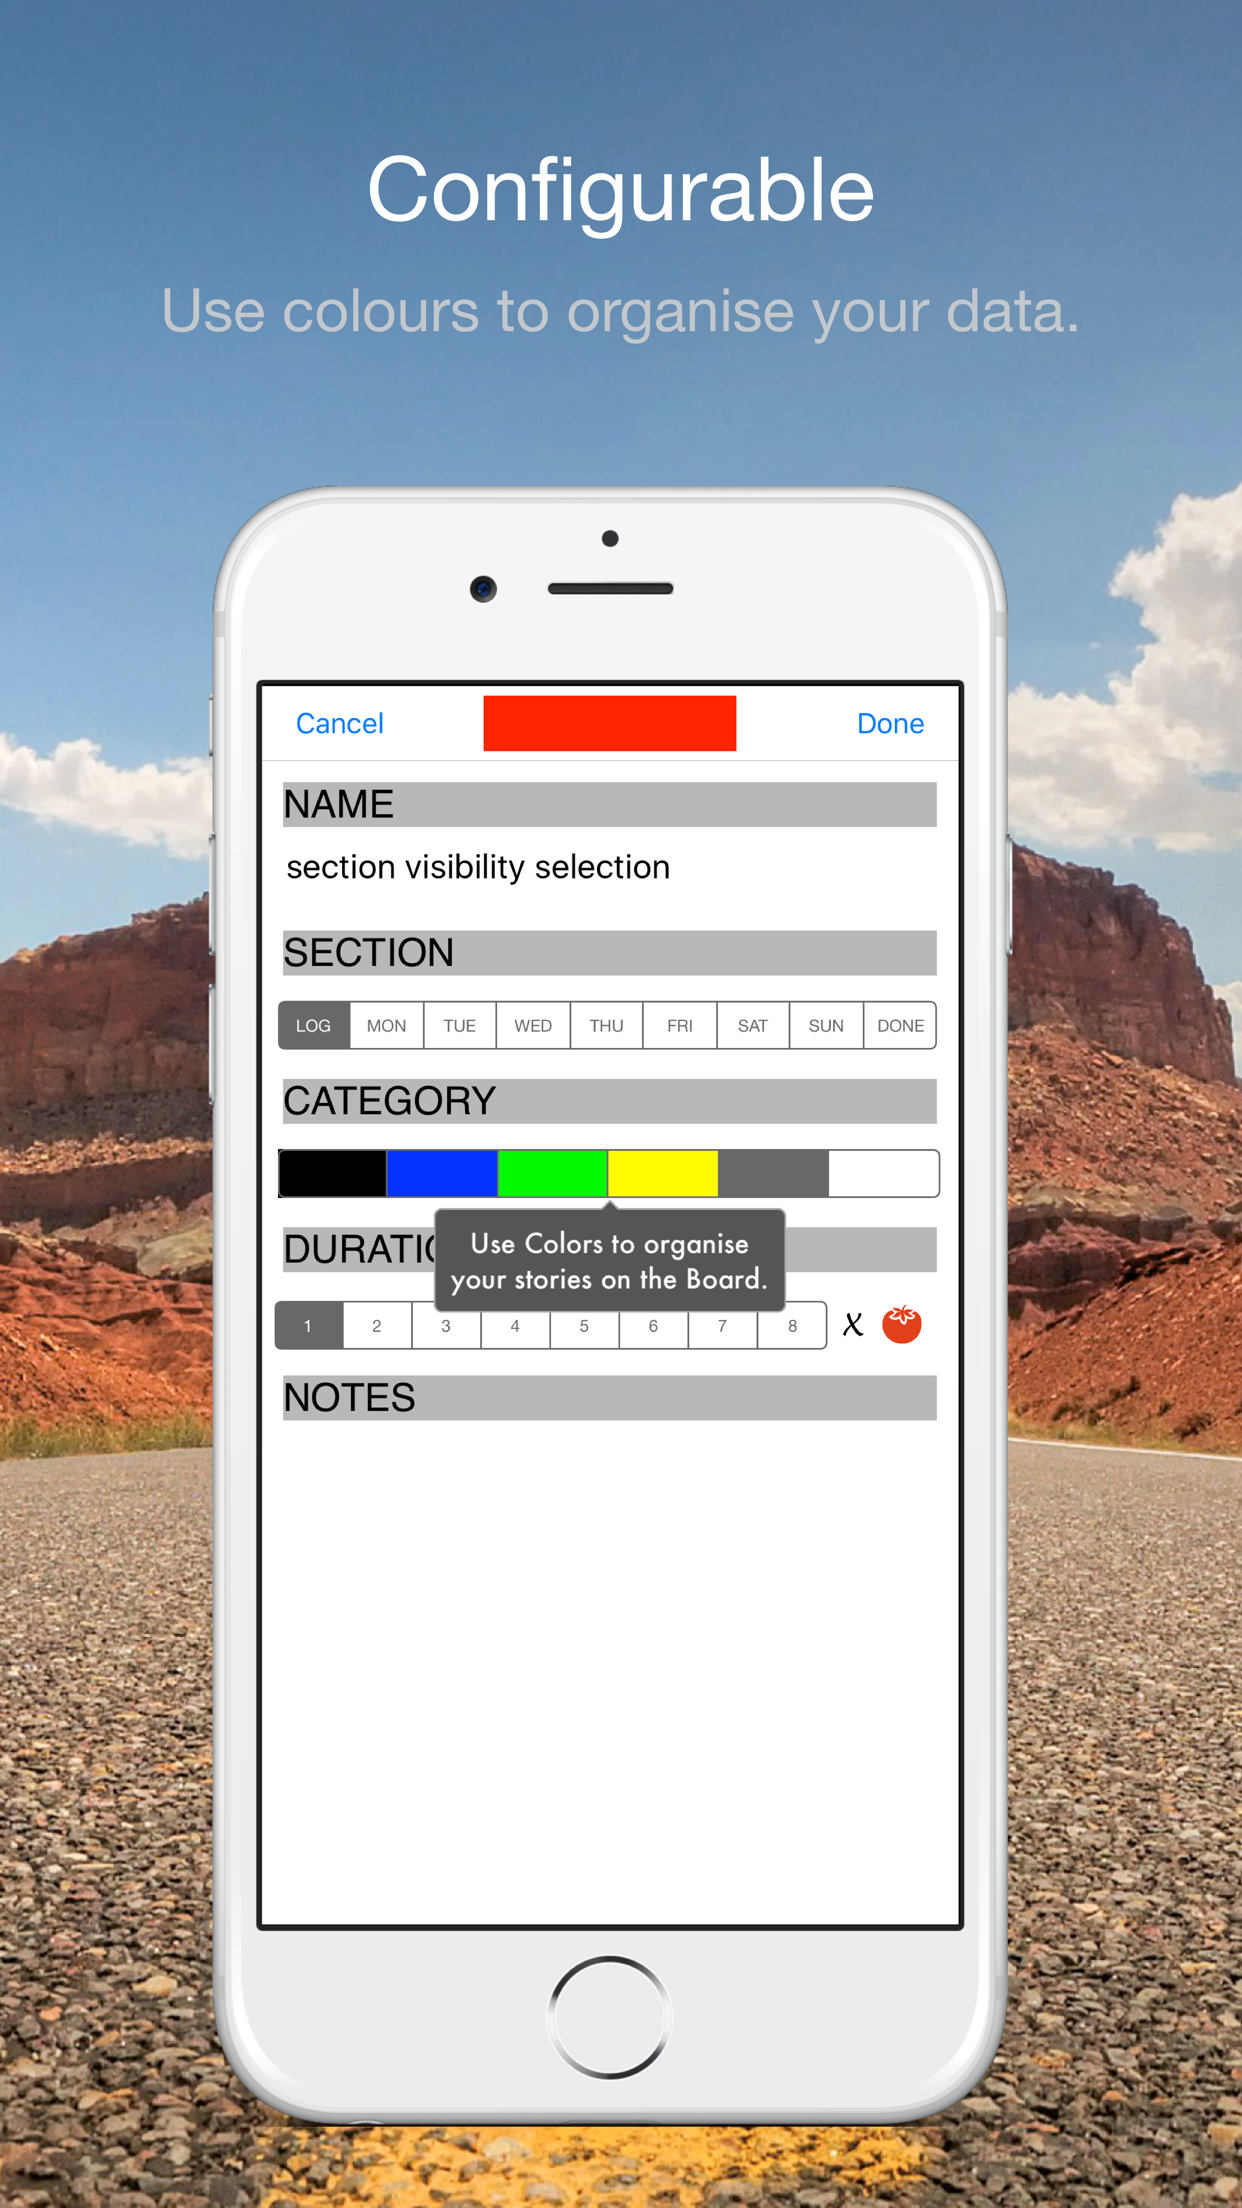 Configurable
Use colours to organise your data.
Cancel
Done
NAME
section visibility selection
SECTION
LOG MON TUE WED THU FRI SAT SUN DONE
CATEGORY
Use Colors to organise
your stories on the Board.
1 2 3 4 5 6 7 8 X
NOTES